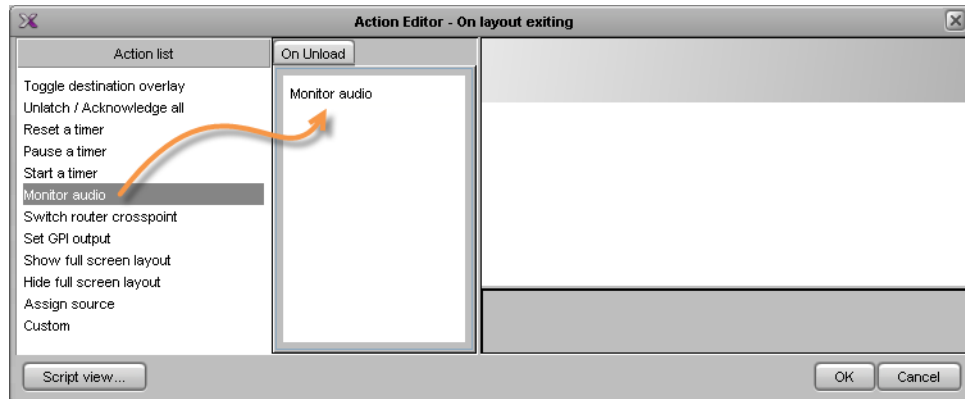 Action Editor - On layout exiting
Action list
On Unload
Toggle destination overlay
Unlatch / Acknowledge all
Reset a timer
Pause a timer
Start a timer
Monitor audio
Switch router crosspoint
Set GPI output
Show full screen layout
Hide full screen layout
Assign source
Custom
Monitor audio
Script view...
OK
Cancel